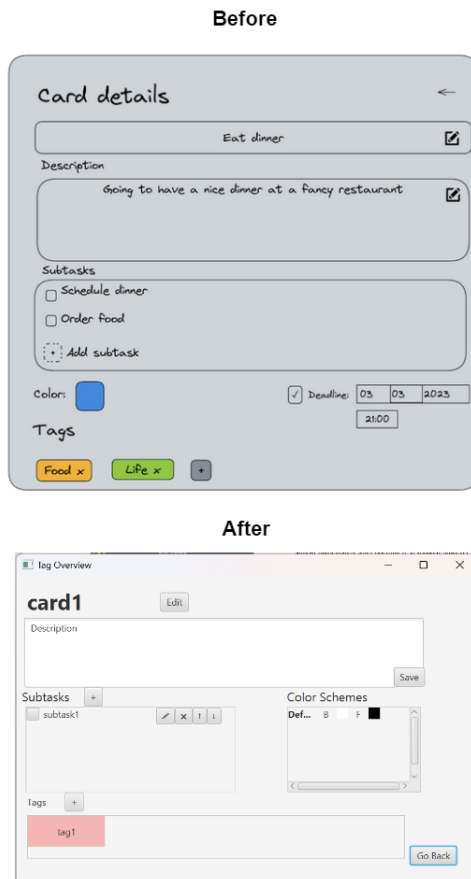 Before
Card details
Eat dinner
Description
Going to have a nice dinner at a fancy restaurant
Subtasks
Schedule dinner
Order food
+ Add subtask
Color:
Deadline: 03 03 2023
21:00
Tags
Food x
Life x
+
After
Tag Overview
card1
Edit
Description
Save
Subtasks +
Color Schemes
subtask1
Def... B F
Tags +
tag1
Go Back